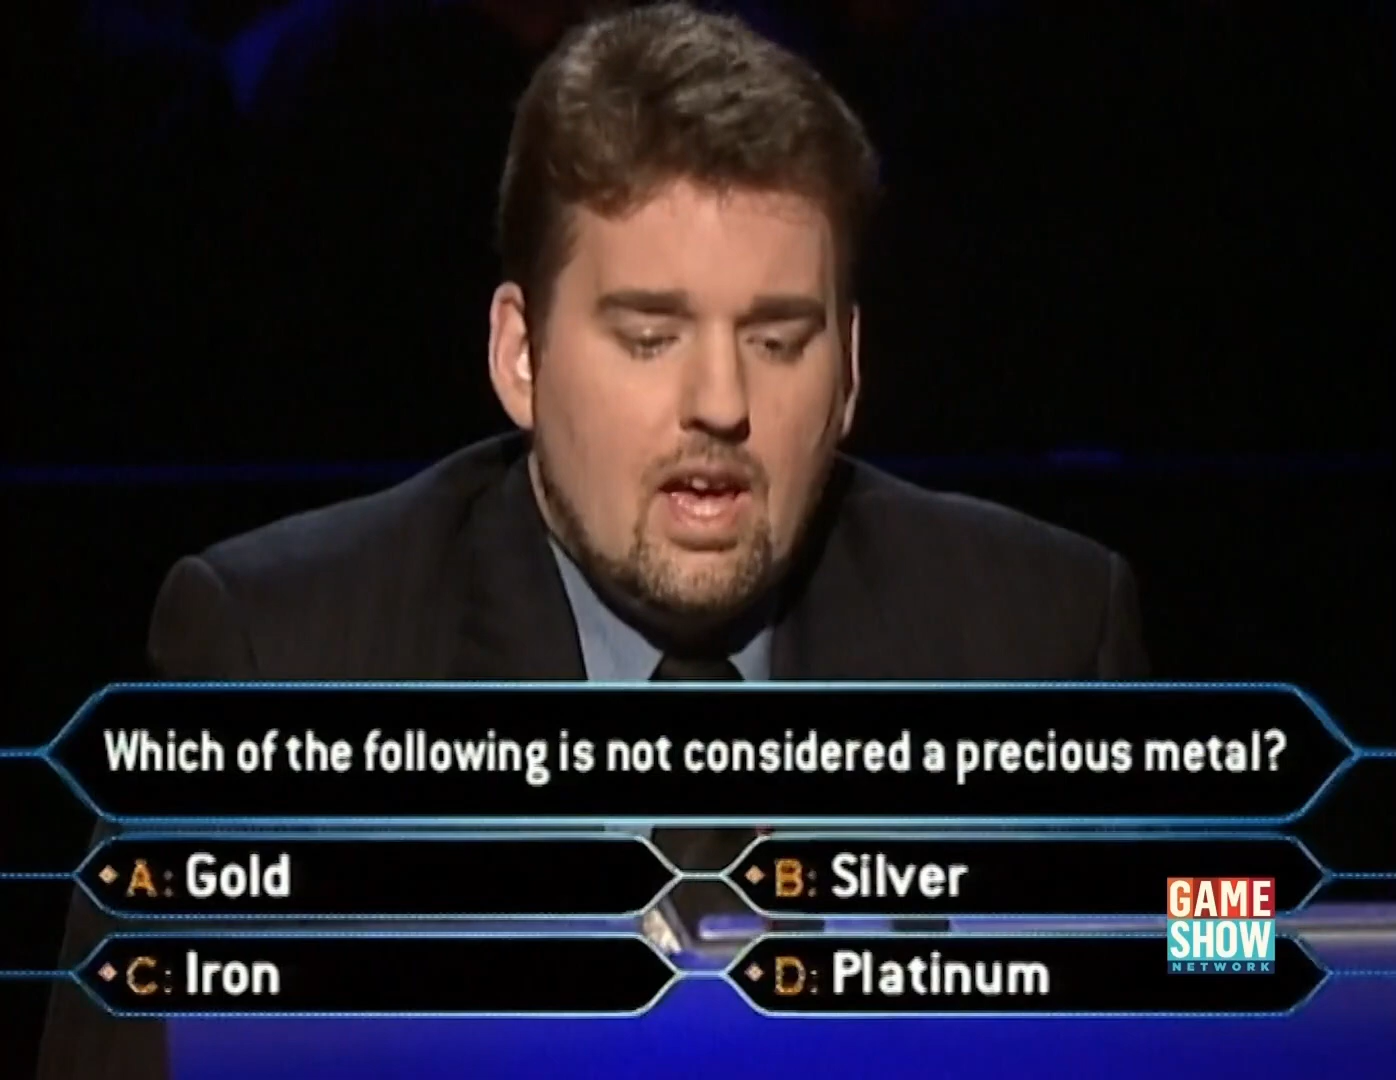 Which of the following is not considered a precious metal?
A: Gold
B: Silver
C: Iron
D: Platinum
GAME
SHOW
NETWORK